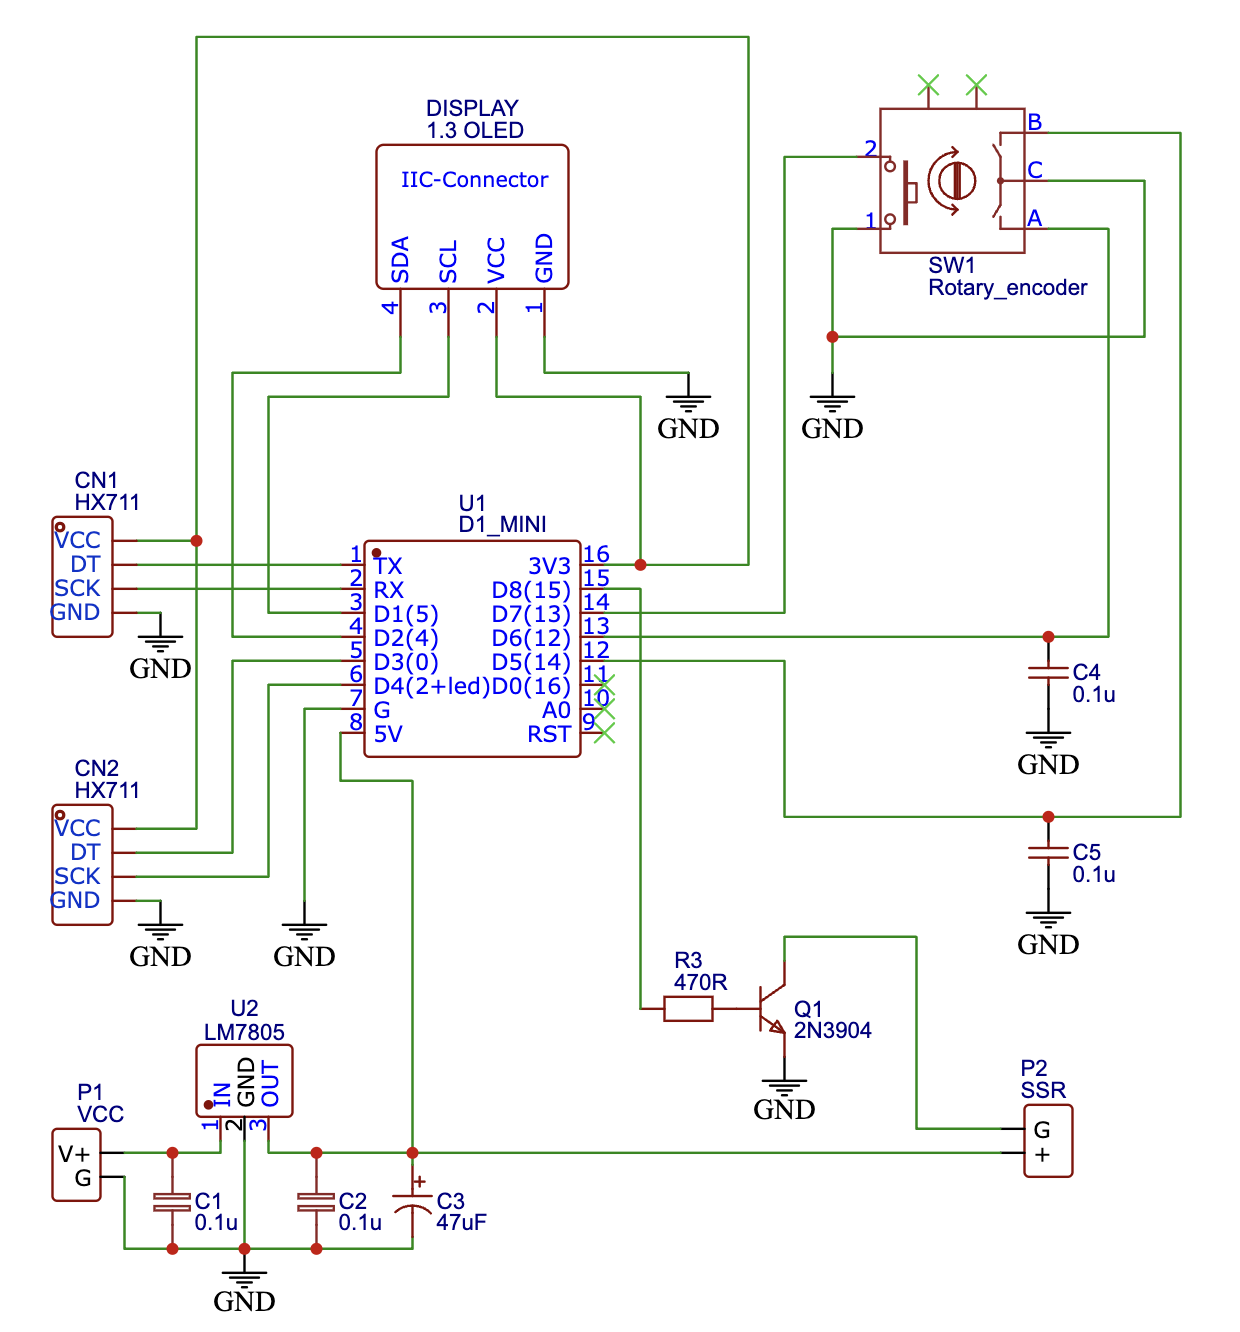 DISPLAY
1.3 OLED
IIC-Connector
SDA
SCL
VCC
GND
4
3
2
1
GND
B
C
A
2
1
SW1
Rotary_encoder
GND
CN1
HX711
VCC
DT
SCK
GND
GND
U1
D1_MINI
1 TX
2 RX
3 D1(5)
4 D2(4)
5 D3(0)
6 D4(2+led)
7 G
8 5V
3V3 16
D8(15) 15
D7(13) 14
D6(12) 13
D5(14) 12
D0(16) 11
A0 10
RST 9
C4
0.1u
GND
CN2
HX711
VCC
DT
SCK
GND
GND
GND
C5
0.1u
GND
R3
470R
Q1
2N3904
GND
U2
LM7805
IN
GND
OUT
1
2
3
P1
VCC
V+
G
C1
0.1u
C2
0.1u
+
C3
47uF
GND
P2
SSR
G
+